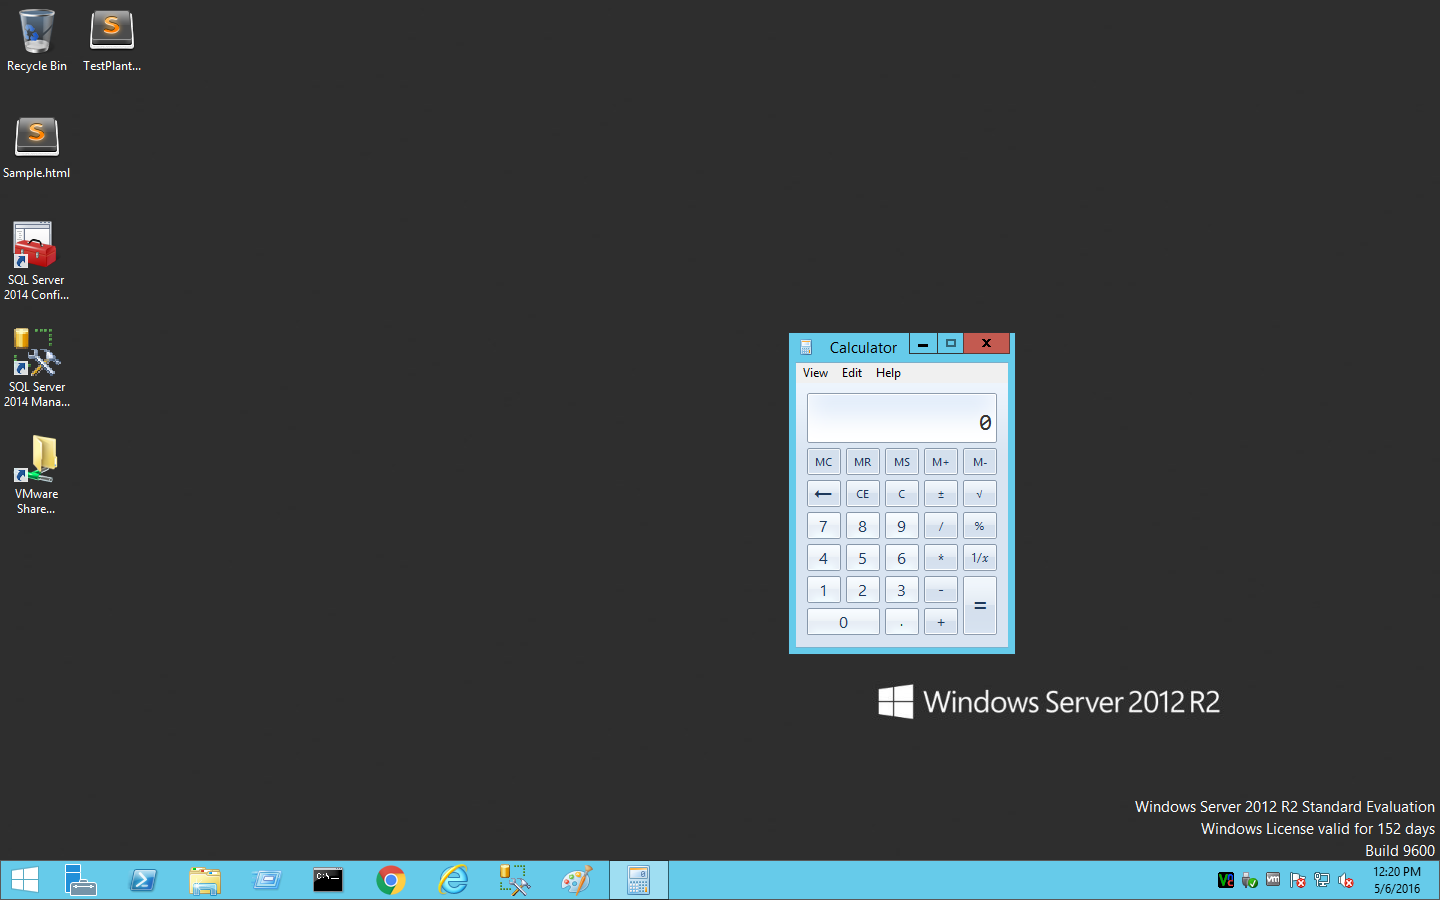 Recycle Bin
TestPlant...
Sample.html
SQL Server
2014 Confi...
SQL Server
2014 Mana...
VMware
Share...
Calculator
View Edit Help
0
MC MR MS M+ M-
← CE C ± √
7 8 9 / %
4 5 6 * 1/x
1 2 3 - =
0 . +
Windows Server 2012 R2
Windows Server 2012 R2 Standard Evaluation
Windows License valid for 152 days
Build 9600
12:20 PM
5/6/2016